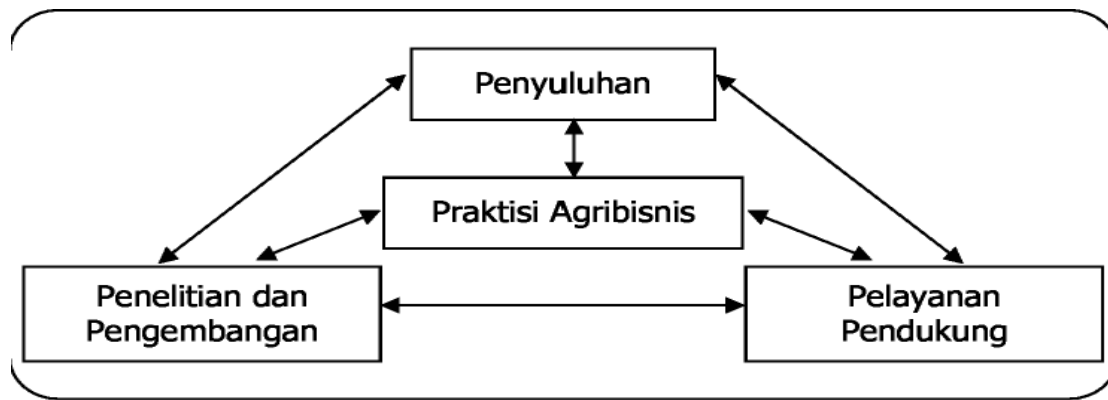 Penyuluhan
Praktisi Agribisnis
Penelitian dan
Pengembangan
Pelayanan
Pendukung